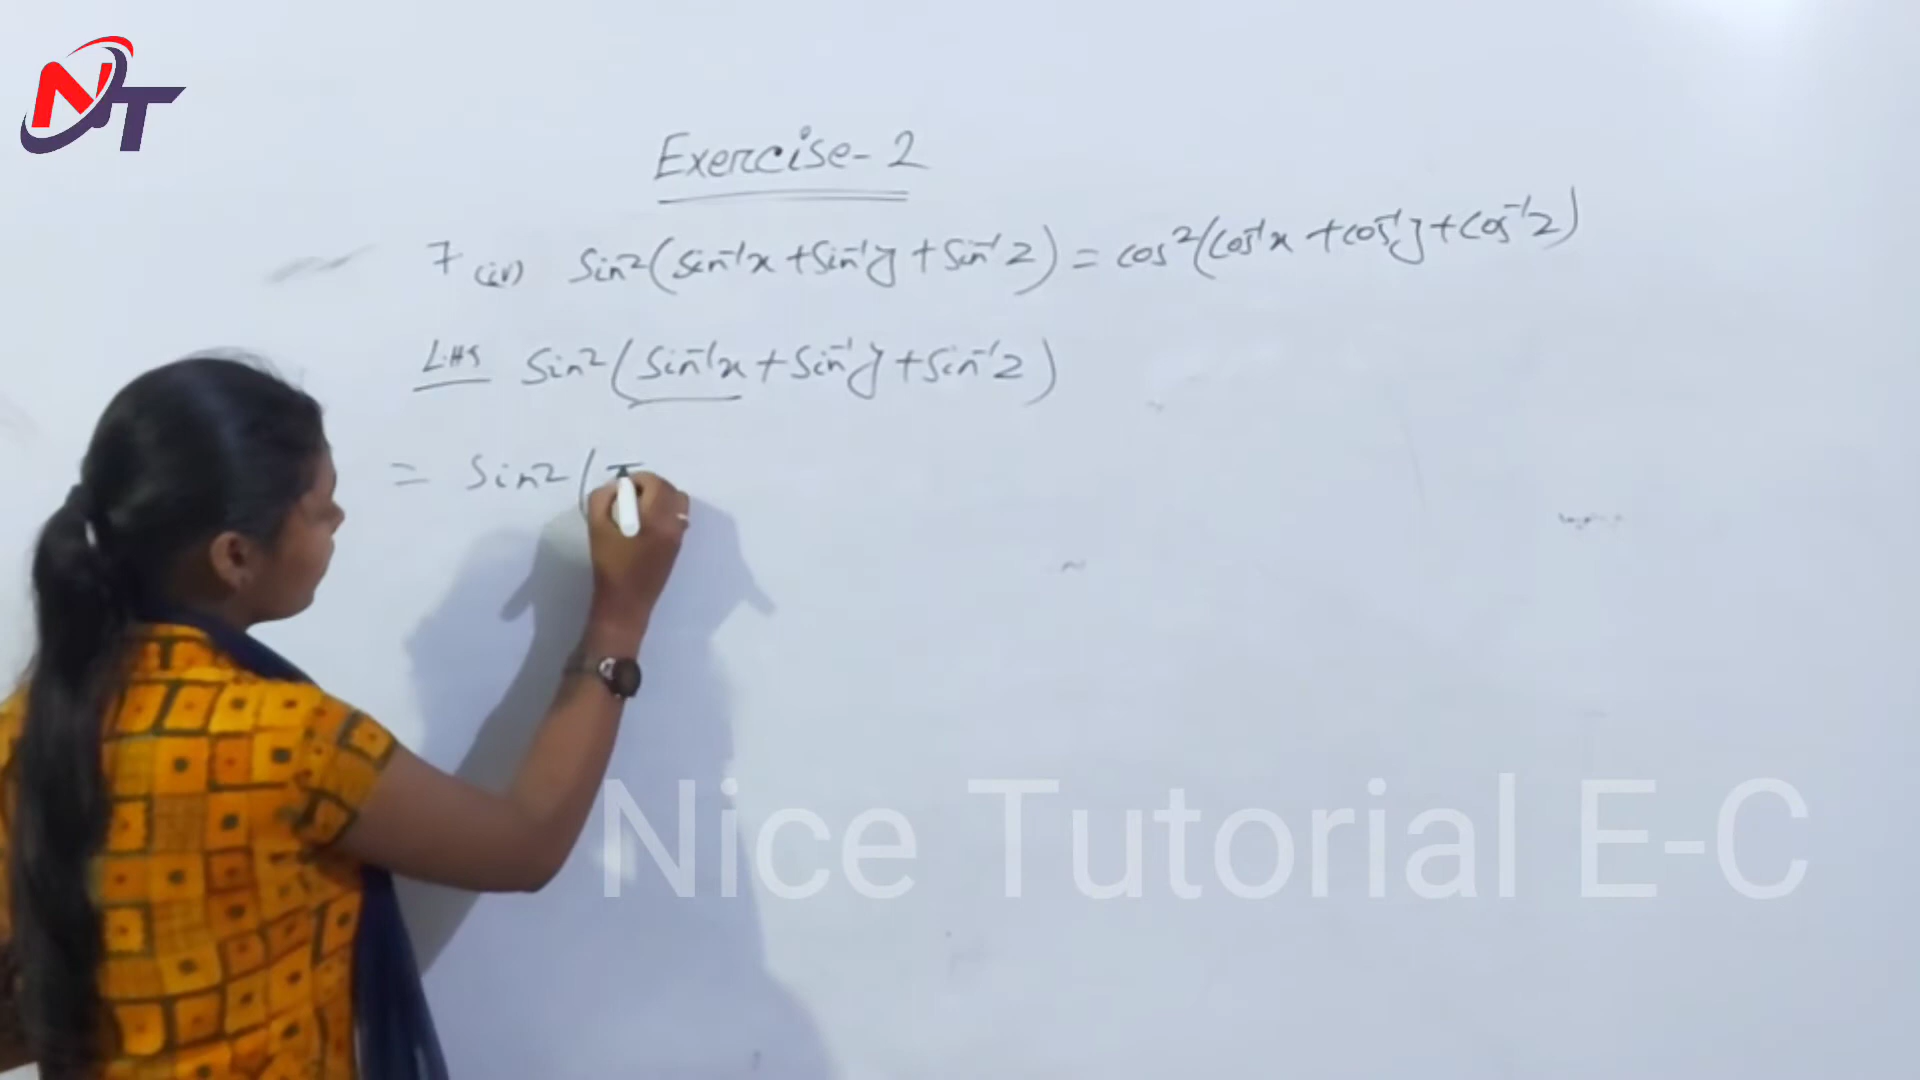 NT
Exercise-2
7 (iv) Sin²(Sin⁻¹x + Sin⁻¹y + Sin⁻¹z) = Cos²(Cos⁻¹x + Cos⁻¹y + Cos⁻¹z)
L.H.S Sin²(Sin⁻¹x + Sin⁻¹y + Sin⁻¹z)
= Sin²(π
Nice Tutorial E-C